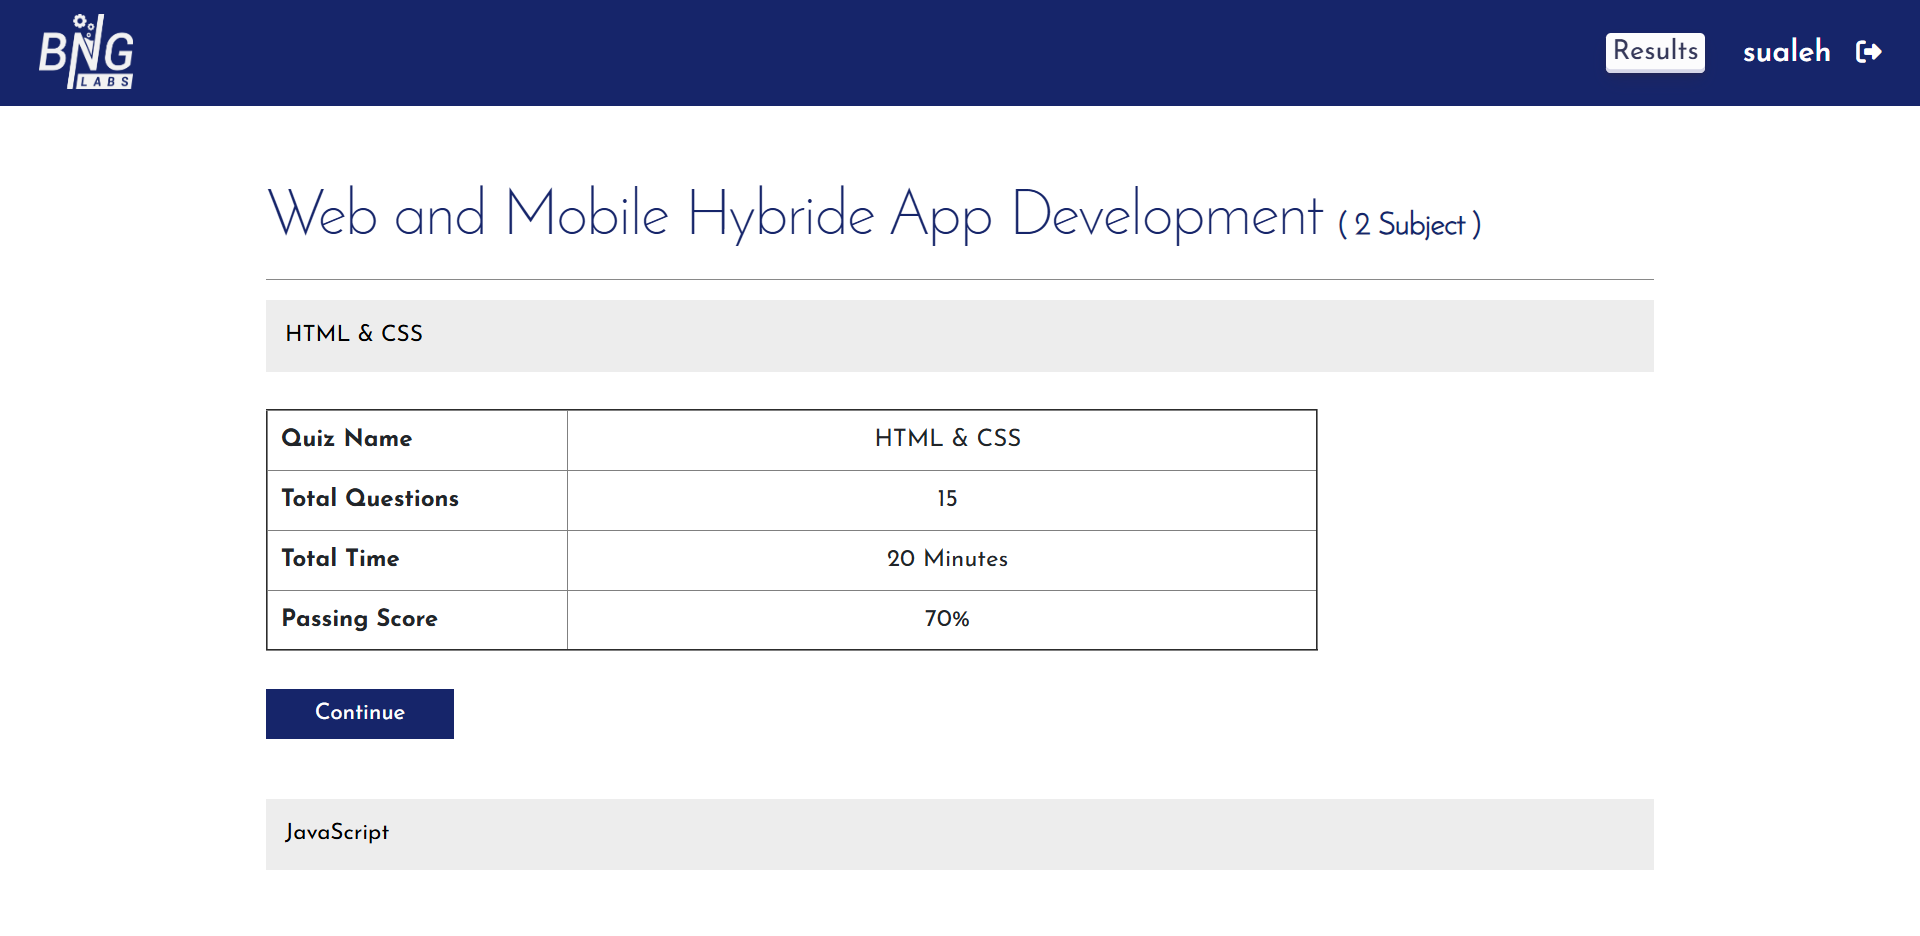 BNG
LABS
Results sualeh
Web and Mobile Hybride App Development ( 2 Subject )
HTML & CSS
Quiz Name HTML & CSS
Total Questions 15
Total Time 20 Minutes
Passing Score 70%
Continue
JavaScript